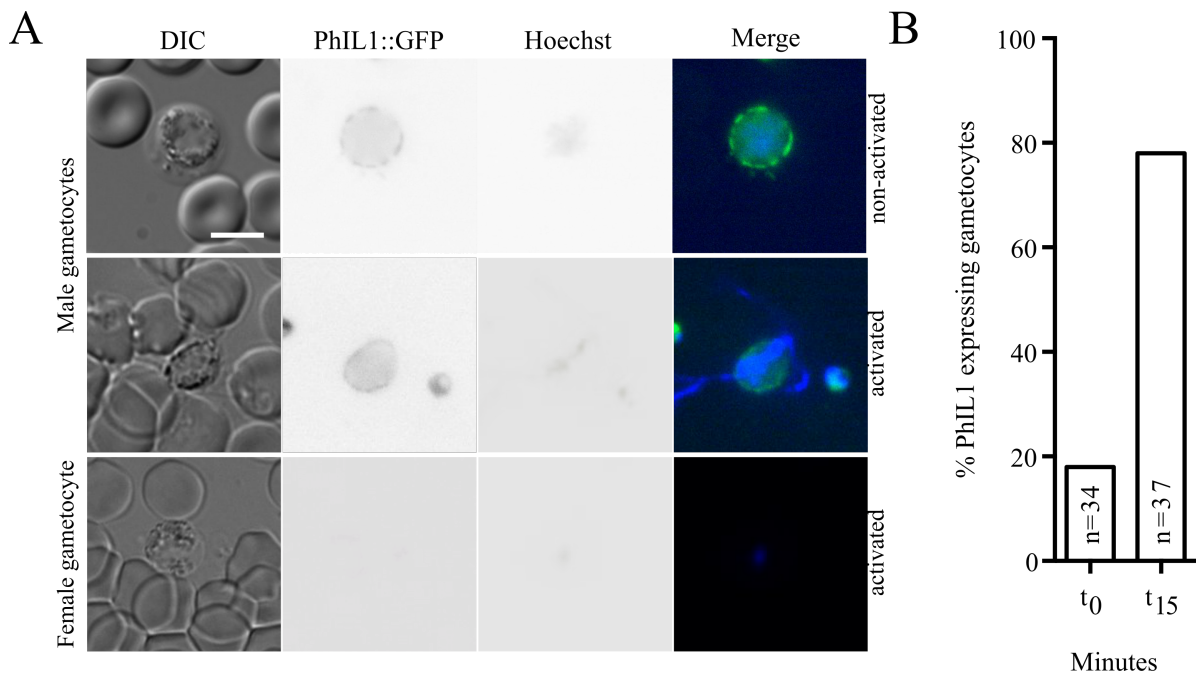 A
DIC
PhIL1::GFP
Hoechst
Merge
Male gametocytes
Female gametocyte
non-activated
activated
activated
B
% PhIL1 expressing gametocytes
100
80
60
40
20
0
n=34
n=37
t0
t15
Minutes